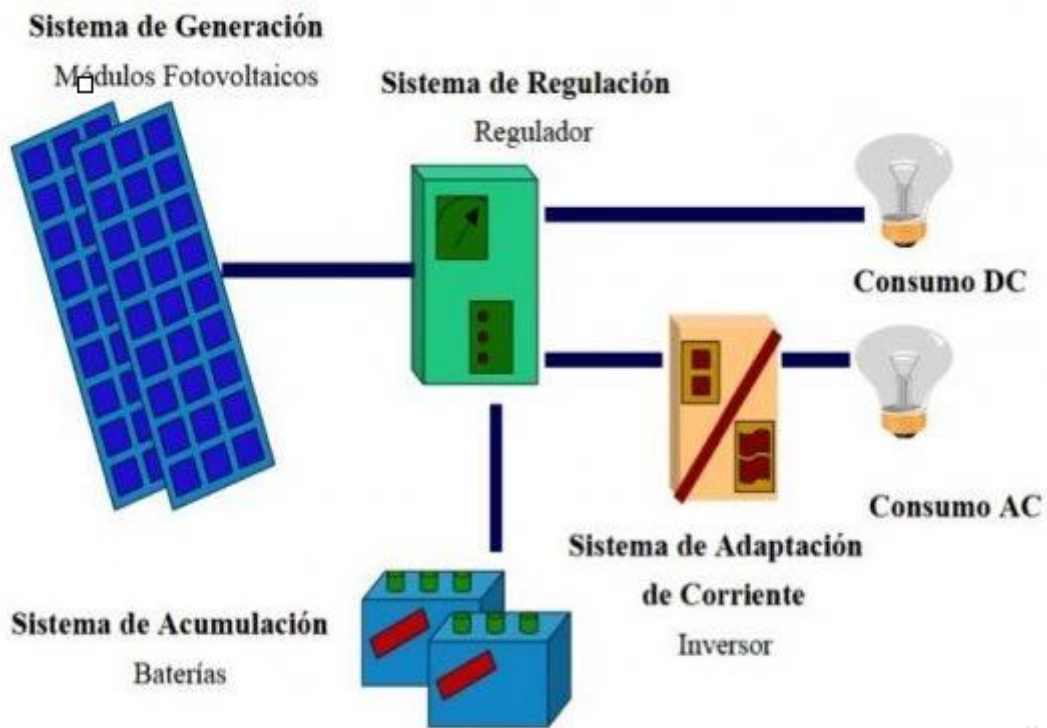 Sistema de Generación
Módulos Fotovoltaicos
Sistema de Regulación
Regulador
Consumo DC
Consumo AC
Sistema de Adaptación
de Corriente
Inversor
Sistema de Acumulación
Baterías